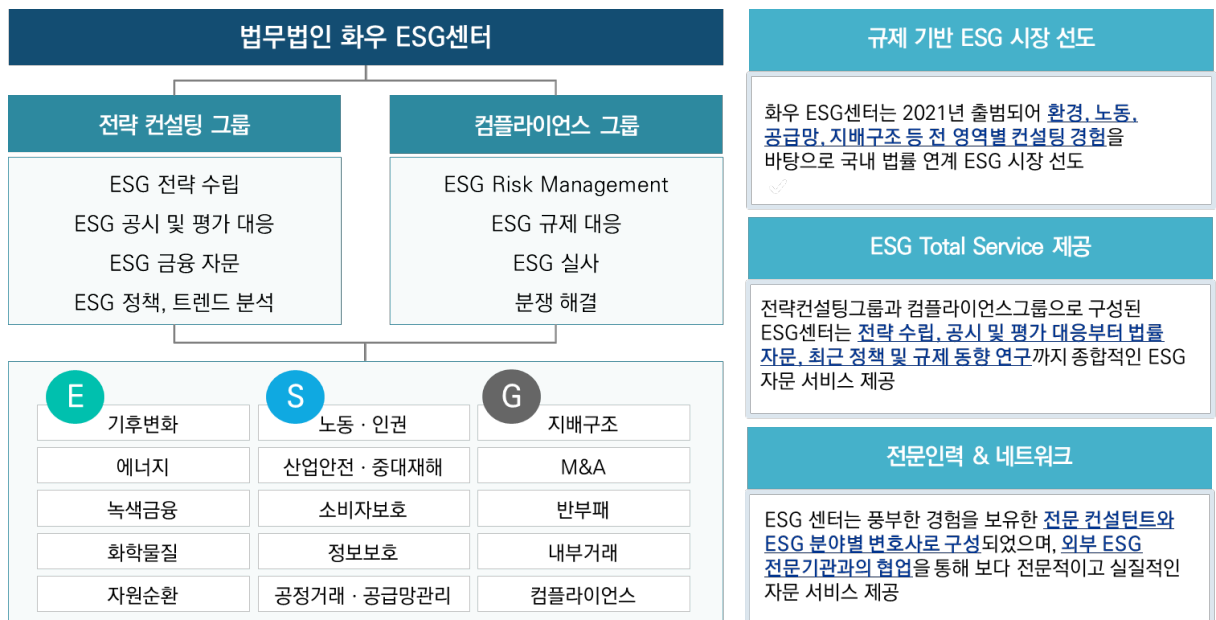 법무법인 화우 ESG센터
전략 컨설팅 그룹
ESG 전략 수립
ESG 공시 및 평가 대응
ESG 금융 자문
ESG 정책, 트렌드 분석
컴플라이언스 그룹
ESG Risk Management
ESG 규제 대응
ESG 실사
분쟁 해결
E
기후변화
에너지
녹색금융
화학물질
자원순환
S
노동 · 인권
산업안전 · 중대재해
소비자보호
정보보호
공정거래 · 공급망관리
G
지배구조
M&A
반부패
내부거래
컴플라이언스
규제 기반 ESG 시장 선도
화우 ESG센터는 2021년 출범되어 환경, 노동,
공급망, 지배구조 등 전 영역별 컨설팅 경험을
바탕으로 국내 법률 연계 ESG 시장 선도
ESG Total Service 제공
전략컨설팅그룹과 컴플라이언스그룹으로 구성된
ESG센터는 전략 수립, 공시 및 평가 대응부터 법률
자문, 최근 정책 및 규제 동향 연구까지 종합적인 ESG
자문 서비스 제공
전문인력 & 네트워크
ESG 센터는 풍부한 경험을 보유한 전문 컨설턴트와
ESG 분야별 변호사로 구성되었으며, 외부 ESG
전문기관과의 협업을 통해 보다 전문적이고 실질적인
자문 서비스 제공